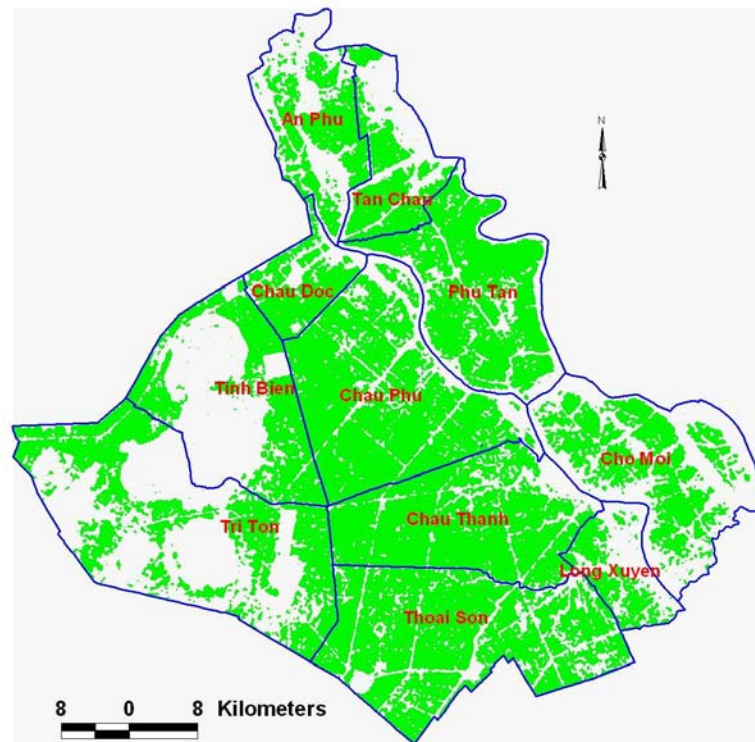 An Phu
N
Tan Chau
Chau Doc
Phu Tan
Tinh Bien
Chau Phu
Cho Moi
Chau Thanh
Tri Ton
Long Xuyen
Thoai Son
8 0 8 Kilometers